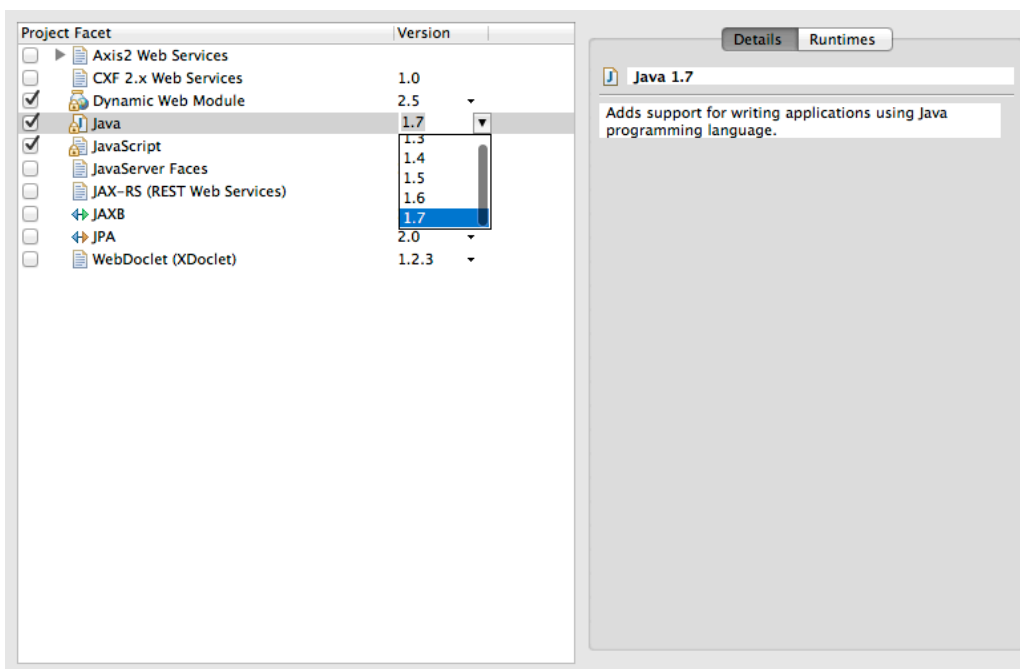 Project Facet Version
Axis2 Web Services
CXF 2.x Web Services 1.0
Dynamic Web Module 2.5
Java 1.7
JavaScript
1.3
1.4
JavaServer Faces
1.5
JAX-RS (REST Web Services)
1.6
JAXB
1.7
JPA 2.0
WebDoclet (XDoclet) 1.2.3
Details Runtimes
Java 1.7
Adds support for writing applications using Java
programming language.